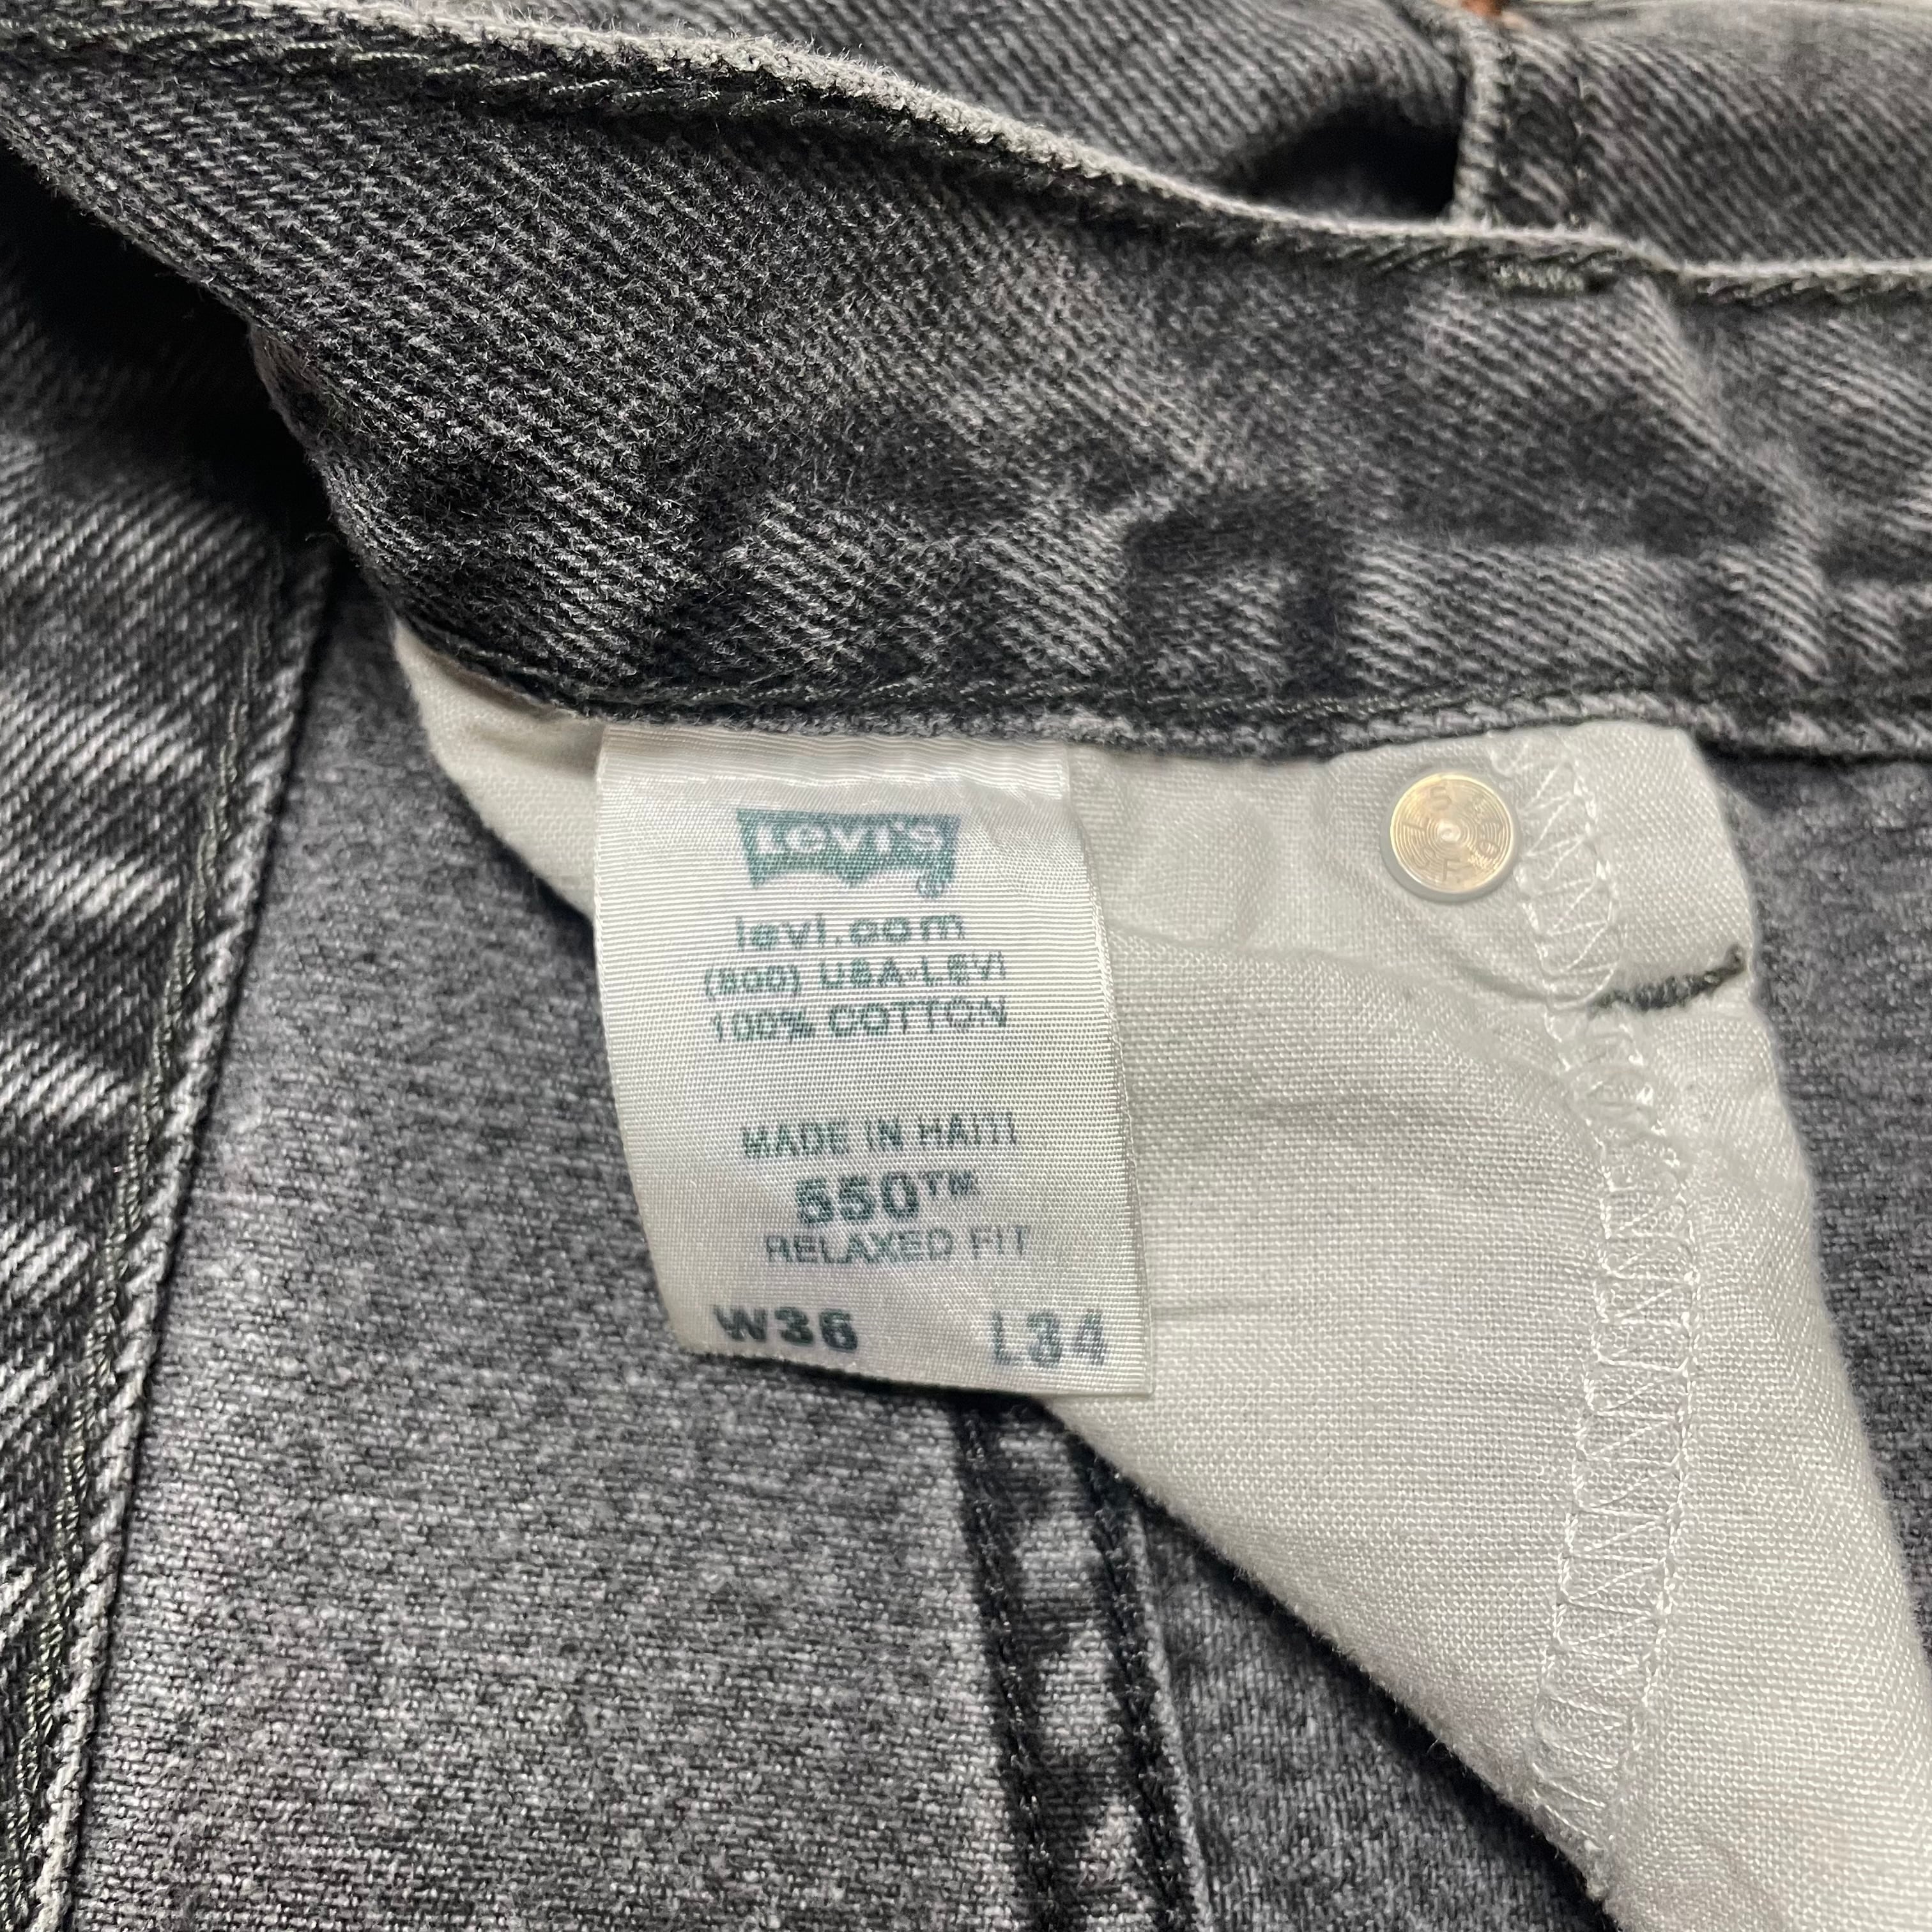 Levi's®
levi.com
(800) USA-LEVI
100% COTTON
MADE IN HAITI
550™
RELAXED FIT
W36 L34